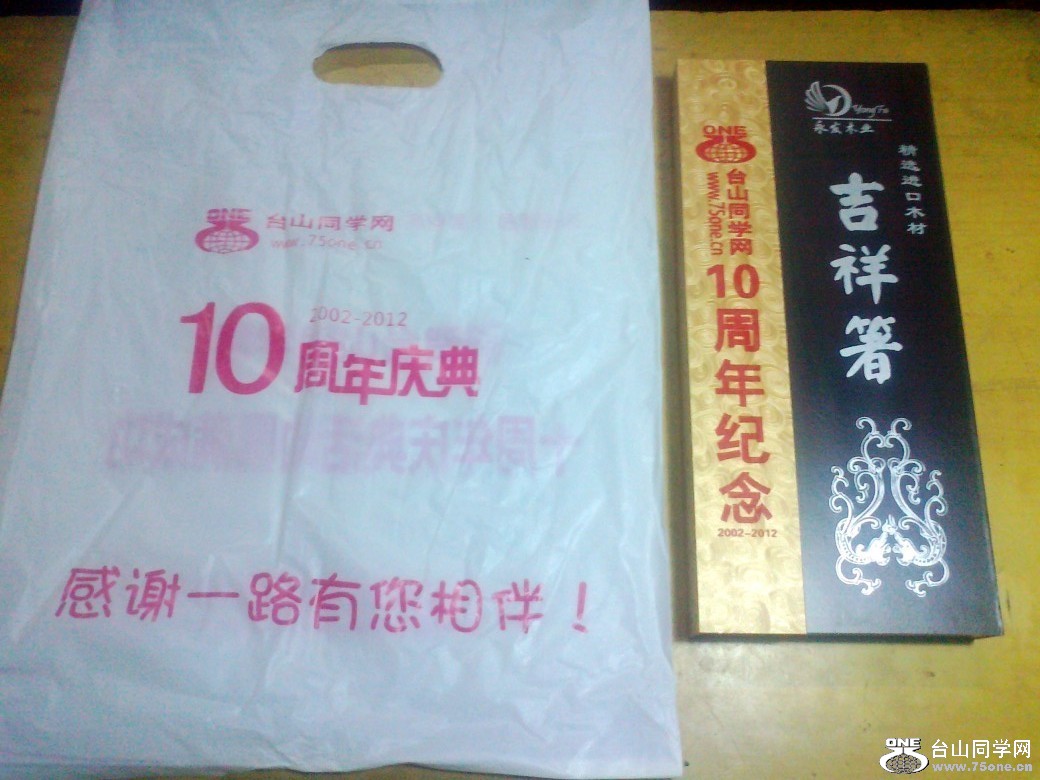 ONE 台山同学网
www.75one.cn
2002-2012
10周年庆典
感谢一路有您相伴！
ONE
台山同学网
www.75one.cn
10周年纪念
2002-2012
YongFa
永发木业
精选进口木材
吉祥箸
ONE 台山同学网
www.75one.cn